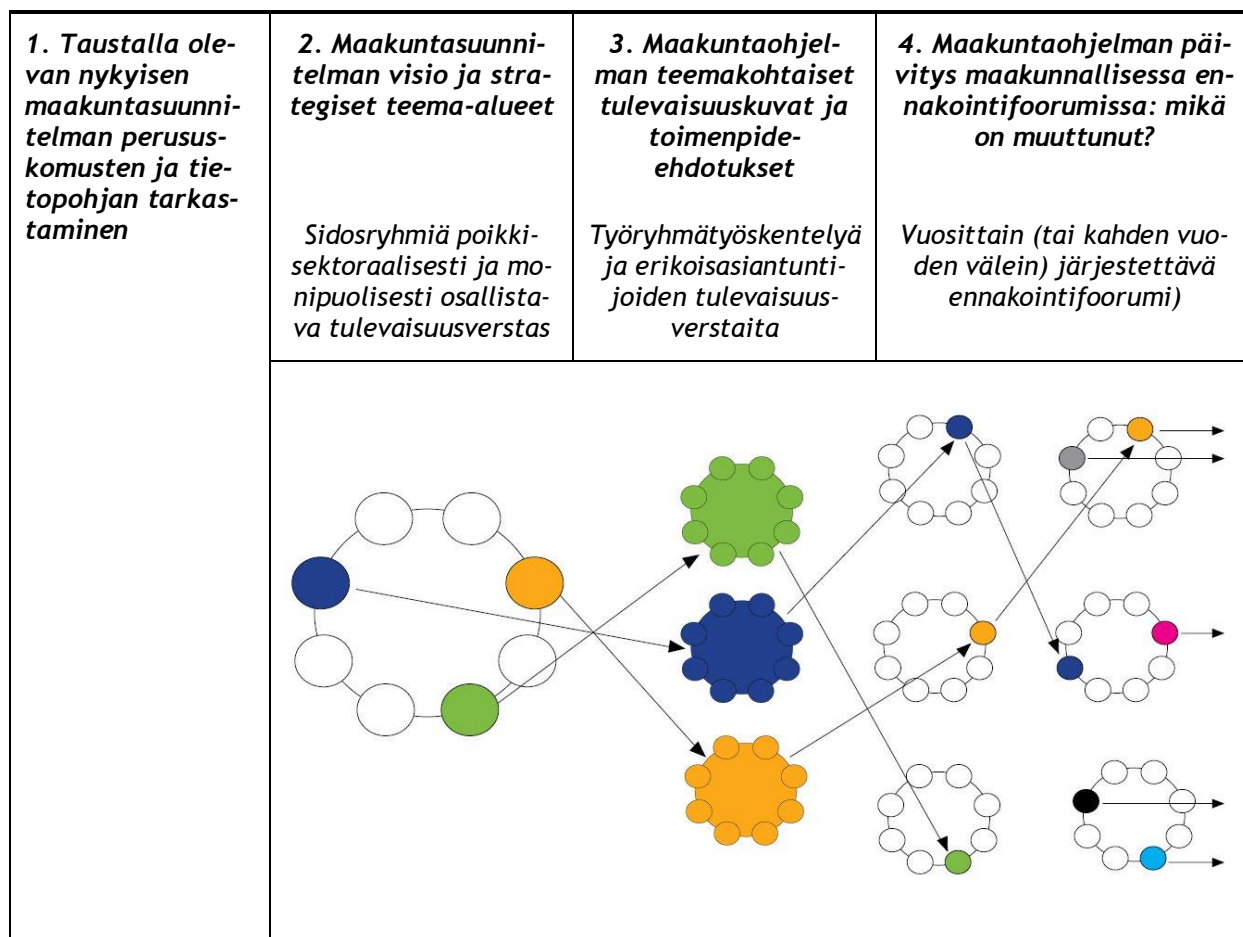 1. Taustalla ole-
van nykyisen
maakuntasuunni-
telman perusus-
komusten ja tie-
topohjan tarkas-
taminen
2. Maakuntasuunni-
telman visio ja stra-
tegiset teema-alueet
Sidosryhmiä poikki-
sektoraalisesti ja mo-
nipuolisesti osallista-
va tulevaisuusverstas
3. Maakuntaohjel-
man teemakohtaiset
tulevaisuuskuvat ja
toimenpide-
ehdotukset
Työryhmätyöskentelyä
ja erikoisasiantunti-
joiden tulevaisuus-
verstaita
4. Maakuntaohjelman päi-
vitys maakunnallisessa en-
nakointifoorumissa: mikä
on muuttunut?
Vuosittain (tai kahden vuo-
den välein) järjestettävä
ennakointifoorumi)